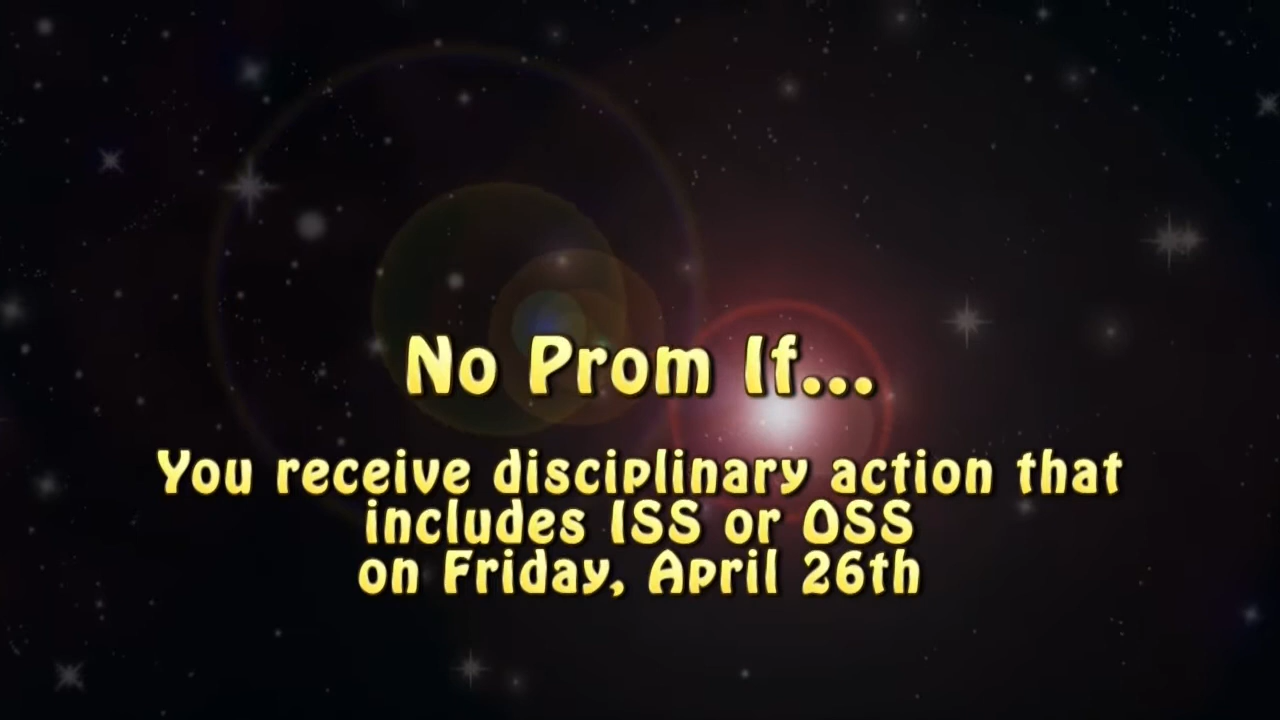 No Prom If...
You receive disciplinary action that
includes ISS or OSS
on Friday, April 26th